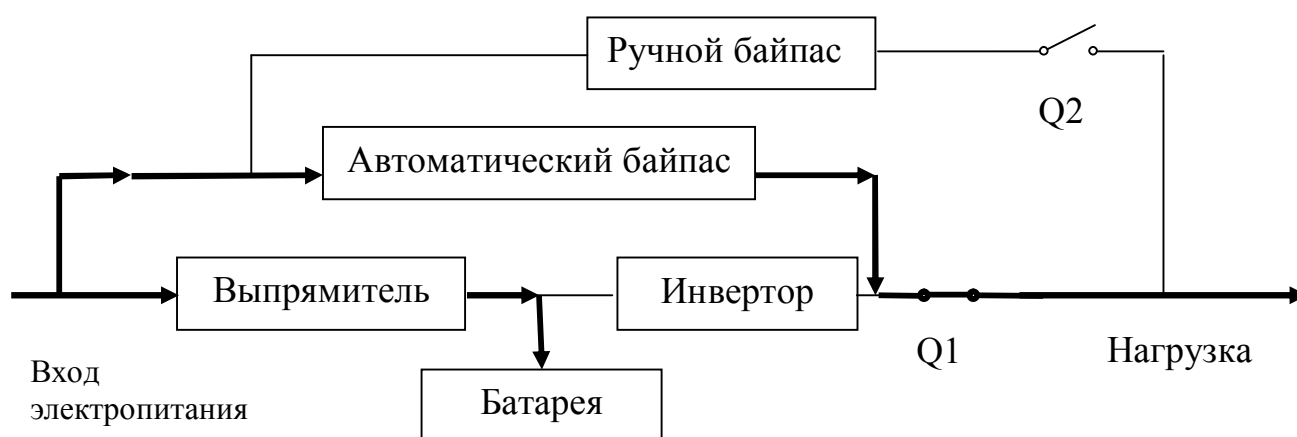 Ручной байпас
Q2
Автоматический байпас
Выпрямитель
Инвертор
Q1
Нагрузка
Вход
электропитания
Батарея